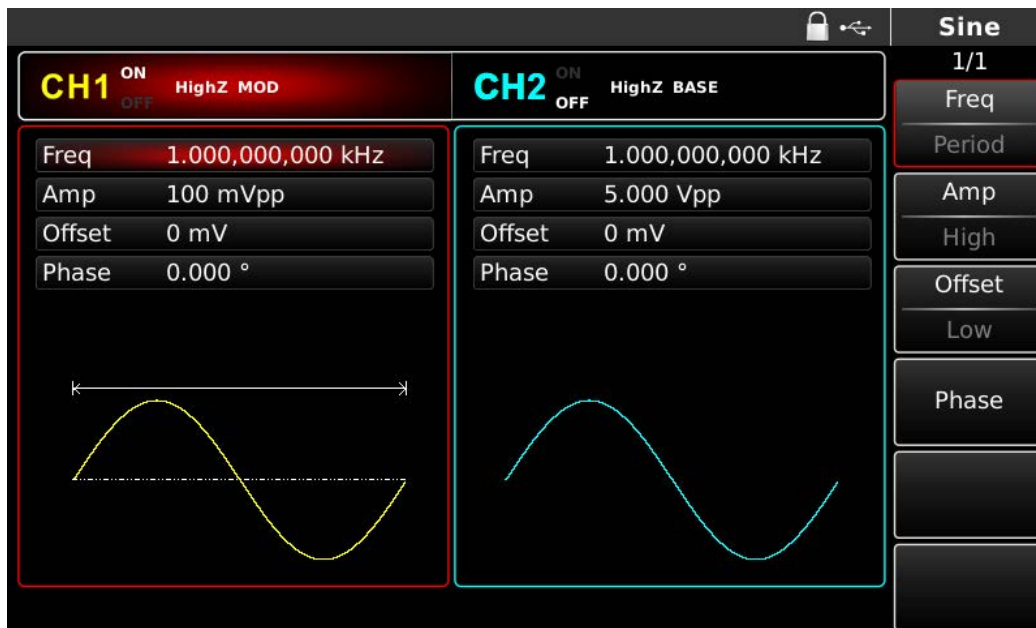 Sine
1/1
CH1 ON OFF HighZ MOD
CH2 ON OFF HighZ BASE
Freq 1.000,000,000 kHz
Amp 100 mVpp
Offset 0 mV
Phase 0.000 °
Freq 1.000,000,000 kHz
Amp 5.000 Vpp
Offset 0 mV
Phase 0.000 °
Freq
Period
Amp
High
Offset
Low
Phase